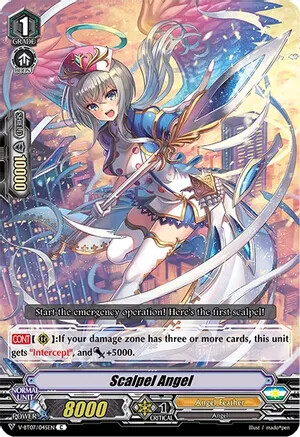 1
GRADE
BOOST
10000
Start the emergency operation! Here's the first scalpel!
CONT [ ] :If your damage zone has three or more cards, this unit
gets "Intercept", and +5000.
Scalpel Angel
NORMAL
UNIT
V-BT07/045EN C
POWER
8000
1
CRITICAL
Angel Feather
Angel
Illust / mado*pen